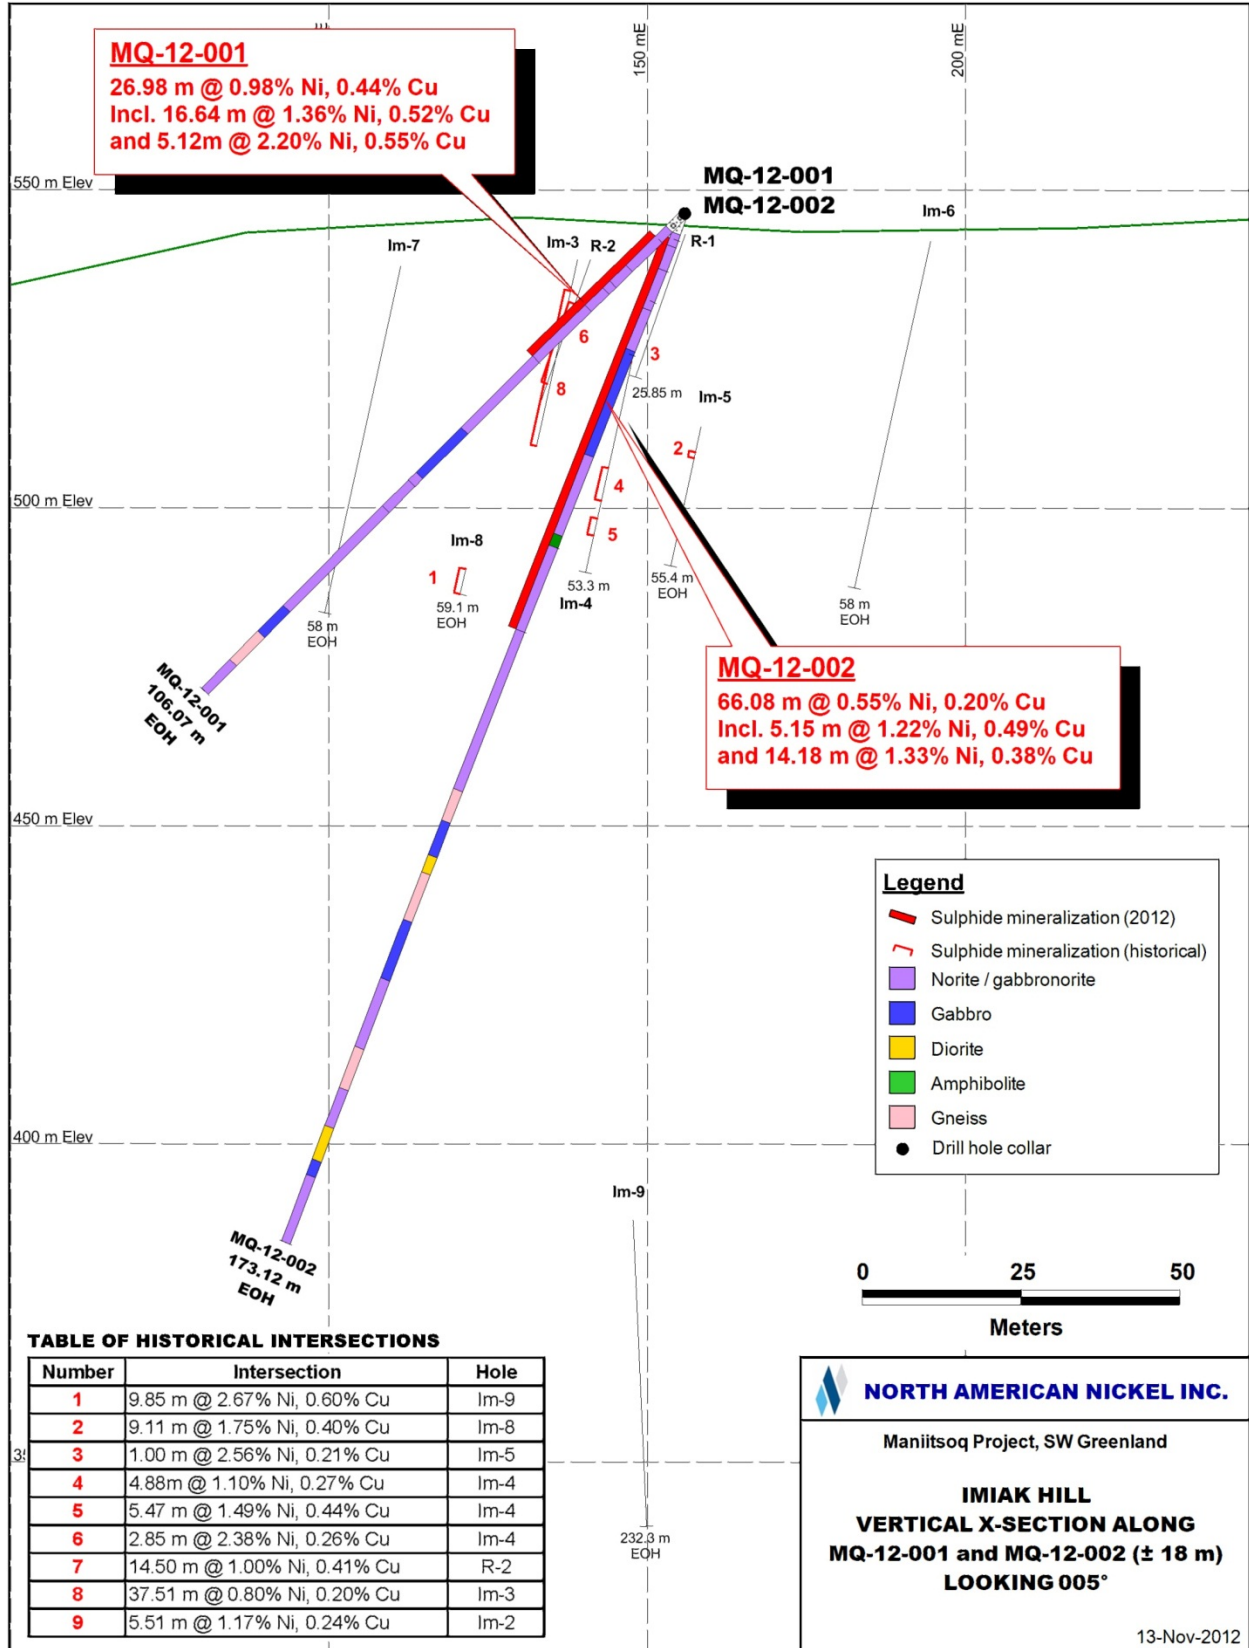 MQ-12-001
26.98 m @ 0.98% Ni, 0.44% Cu
Incl. 16.64 m @ 1.36% Ni, 0.52% Cu
and 5.12m @ 2.20% Ni, 0.55% Cu
150 mE
200 mE
550 m Elev
MQ-12-001
MQ-12-002
Im-7
Im-3
R-2
R-1
Im-6
6
3
8
25.85 m
Im-5
2
500 m Elev
4
5
Im-8
1
59.1 m
EOH
53.3 m
Im-4
55.4 m
EOH
58 m
EOH
58 m
EOH
MQ-12-001
106.07 m
EOH
MQ-12-002
66.08 m @ 0.55% Ni, 0.20% Cu
Incl. 5.15 m @ 1.22% Ni, 0.49% Cu
and 14.18 m @ 1.33% Ni, 0.38% Cu
450 m Elev
Legend
Sulphide mineralization (2012)
Sulphide mineralization (historical)
Norite / gabbronorite
Gabbro
Diorite
Amphibolite
Gneiss
Drill hole collar
400 m Elev
Im-9
MQ-12-002
173.12 m
EOH
0 25 50
Meters
232.3 m
EOH
TABLE OF HISTORICAL INTERSECTIONS
Number Intersection Hole
1 9.85 m @ 2.67% Ni, 0.60% Cu Im-9
2 9.11 m @ 1.75% Ni, 0.40% Cu Im-8
3 1.00 m @ 2.56% Ni, 0.21% Cu Im-5
4 4.88m @ 1.10% Ni, 0.27% Cu Im-4
5 5.47 m @ 1.49% Ni, 0.44% Cu Im-4
6 2.85 m @ 2.38% Ni, 0.26% Cu Im-4
7 14.50 m @ 1.00% Ni, 0.41% Cu R-2
8 37.51 m @ 0.80% Ni, 0.20% Cu Im-3
9 5.51 m @ 1.17% Ni, 0.24% Cu Im-2
NORTH AMERICAN NICKEL INC.
Maniitsoq Project, SW Greenland
IMIAK HILL
VERTICAL X-SECTION ALONG
MQ-12-001 and MQ-12-002 (± 18 m)
LOOKING 005°
13-Nov-2012